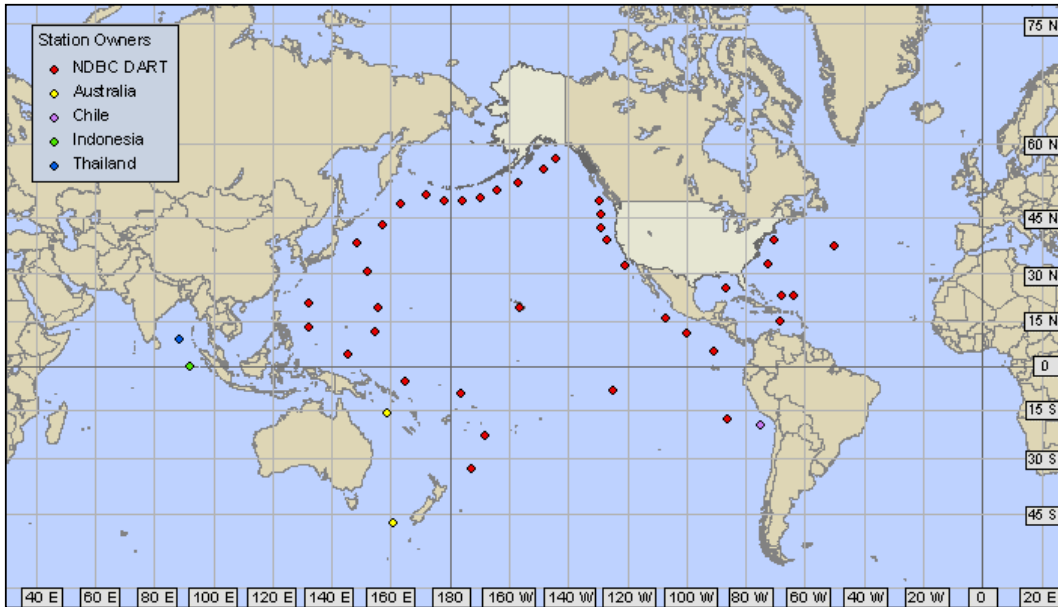 Station Owners
NDBC DART
Australia
Chile
Indonesia
Thailand
75 N
60 N
45 N
30 N
15 N
0
15 S
30 S
45 S
40 E 60 E 80 E 100 E 120 E 140 E 160 E 180 160 W 140 W 120 W 100 W 80 W 60 W 40 W 20 W 0 20 E